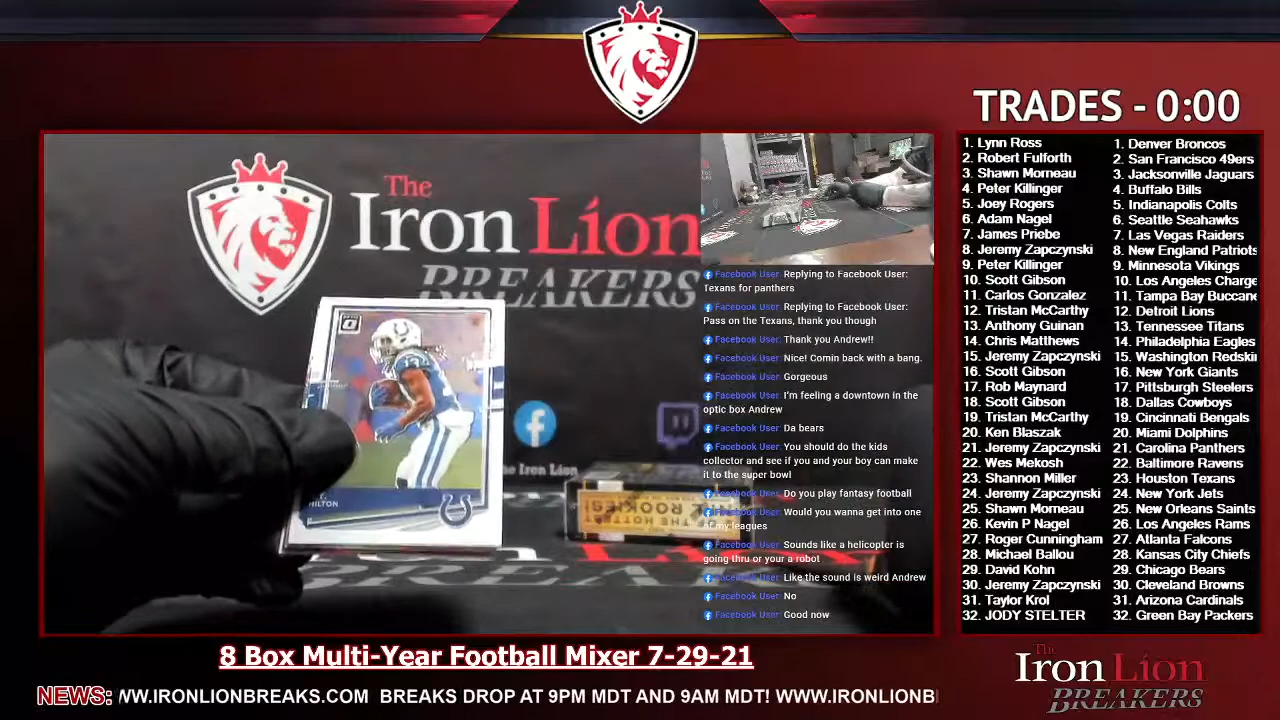 TRADES - 0:00
1. Lynn Ross
2. Robert Fulforth
3. Shawn Morneau
4. Peter Killinger
5. Joey Rogers
6. Adam Nagel
7. James Priebe
8. Jeremy Zapczynski
9. Peter Killinger
10. Scott Gibson
11. Carlos Gonzalez
12. Tristan McCarthy
13. Anthony Guinan
14. Chris Matthews
15. Jeremy Zapczynski
16. Scott Gibson
17. Rob Maynard
18. Scott Gibson
19. Tristan McCarthy
20. Ken Blaszak
21. Jeremy Zapczynski
22. Wes Mekosh
23. Shannon Miller
24. Jeremy Zapczynski
25. Shawn Morneau
26. Kevin P Nagel
27. Roger Cunningham
28. Michael Ballou
29. David Kohn
30. Jeremy Zapczynski
31. Taylor Krol
32. JODY STELTER
1. Denver Broncos
2. San Francisco 49ers
3. Jacksonville Jaguars
4. Buffalo Bills
5. Indianapolis Colts
6. Seattle Seahawks
7. Las Vegas Raiders
8. New England Patriots
9. Minnesota Vikings
10. Los Angeles Charge
11. Tampa Bay Buccane
12. Detroit Lions
13. Tennessee Titans
14. Philadelphia Eagles
15. Washington Redski
16. New York Giants
17. Pittsburgh Steelers
18. Dallas Cowboys
19. Cincinnati Bengals
20. Miami Dolphins
21. Carolina Panthers
22. Baltimore Ravens
23. Houston Texans
24. New York Jets
25. New Orleans Saints
26. Los Angeles Rams
27. Atlanta Falcons
28. Kansas City Chiefs
29. Chicago Bears
30. Cleveland Browns
31. Arizona Cardinals
32. Green Bay Packers
The
Iron Lion
BREAKERS
he Iron Lion
HILTON
THE HOTTEST
ROOKIES!
Facebook User: Replying to Facebook User:
Texans for panthers
Facebook User: Replying to Facebook User:
Pass on the Texans, thank you though
Facebook User: Thank you Andrew!!
Facebook User: Nice! Comin back with a bang.
Facebook User: Gorgeous
Facebook User: I'm feeling a downtown in the
optic box Andrew
Facebook User: Da bears
Facebook User: You should do the kids
collector and see if you and your boy can make
it to the super bowl
Facebook User: Do you play fantasy football
Facebook User: Would you wanna get into one
of my leagues
Facebook User: Sounds like a helicopter is
going thru or your a robot
Facebook User: Like the sound is weird Andrew
Facebook User: No
Facebook User: Good now
8 Box Multi-Year Football Mixer 7-29-21
NEWS: WW.IRONLIONBREAKS.COM BREAKS DROP AT 9PM MDT AND 9AM MDT! WWW.IRONLIONB
The
Iron Lion
BREAKERS